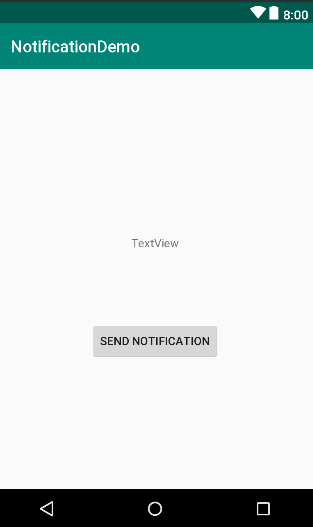 8:00
NotificationDemo
TextView
SEND NOTIFICATION